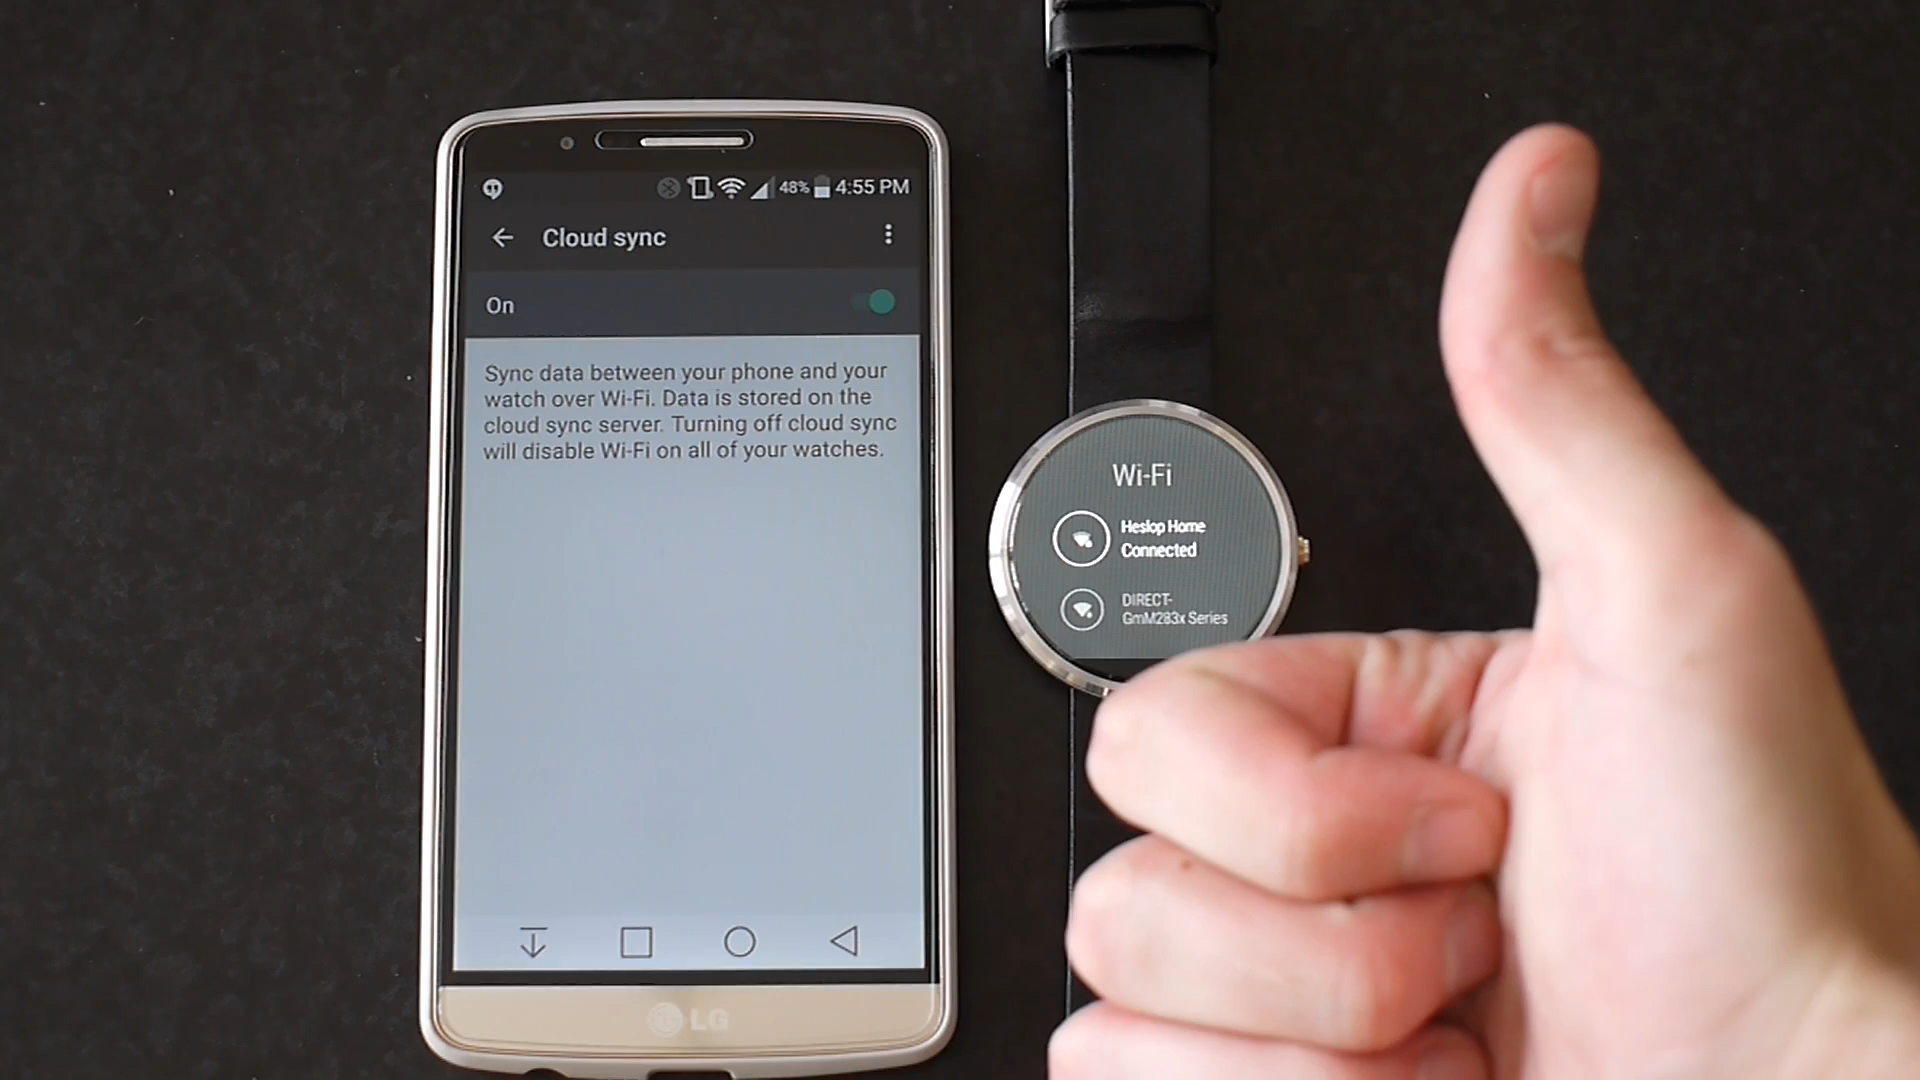 48% 4:55 PM
Cloud sync
On
Sync data between your phone and your
watch over Wi-Fi. Data is stored on the
cloud sync server. Turning off cloud sync
will disable Wi-Fi on all of your watches.
LG
Wi-Fi
Heslop Home
Connected
DIRECT-
GmM283x Series